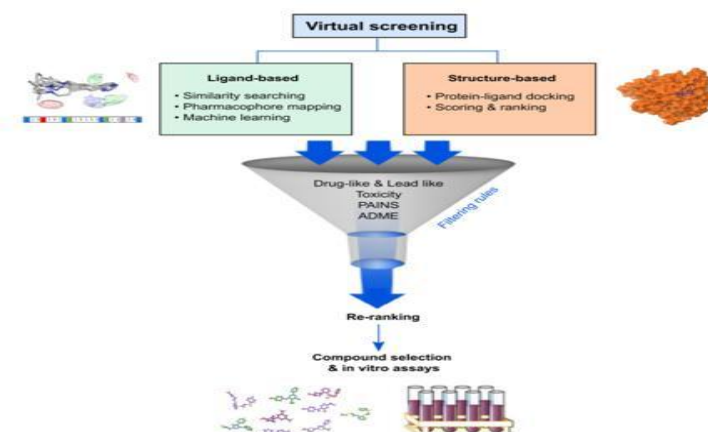 Virtual screening
Ligand-based
• Similarity searching
• Pharmacophore mapping
• Machine learning
Structure-based
• Protein-ligand docking
• Scoring & ranking
Drug-like & Lead like
Toxicity
PAINS
ADME
Filtering rules
Re-ranking
Compound selection
& in vitro assays